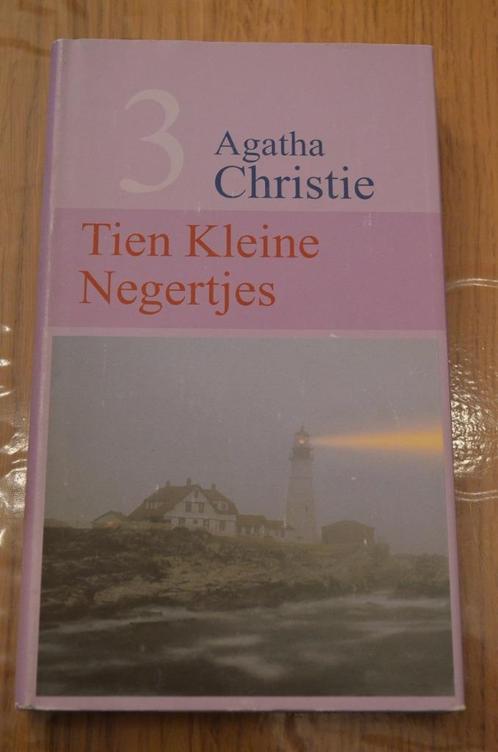 3
Agatha
Christie
Tien Kleine
Negertjes